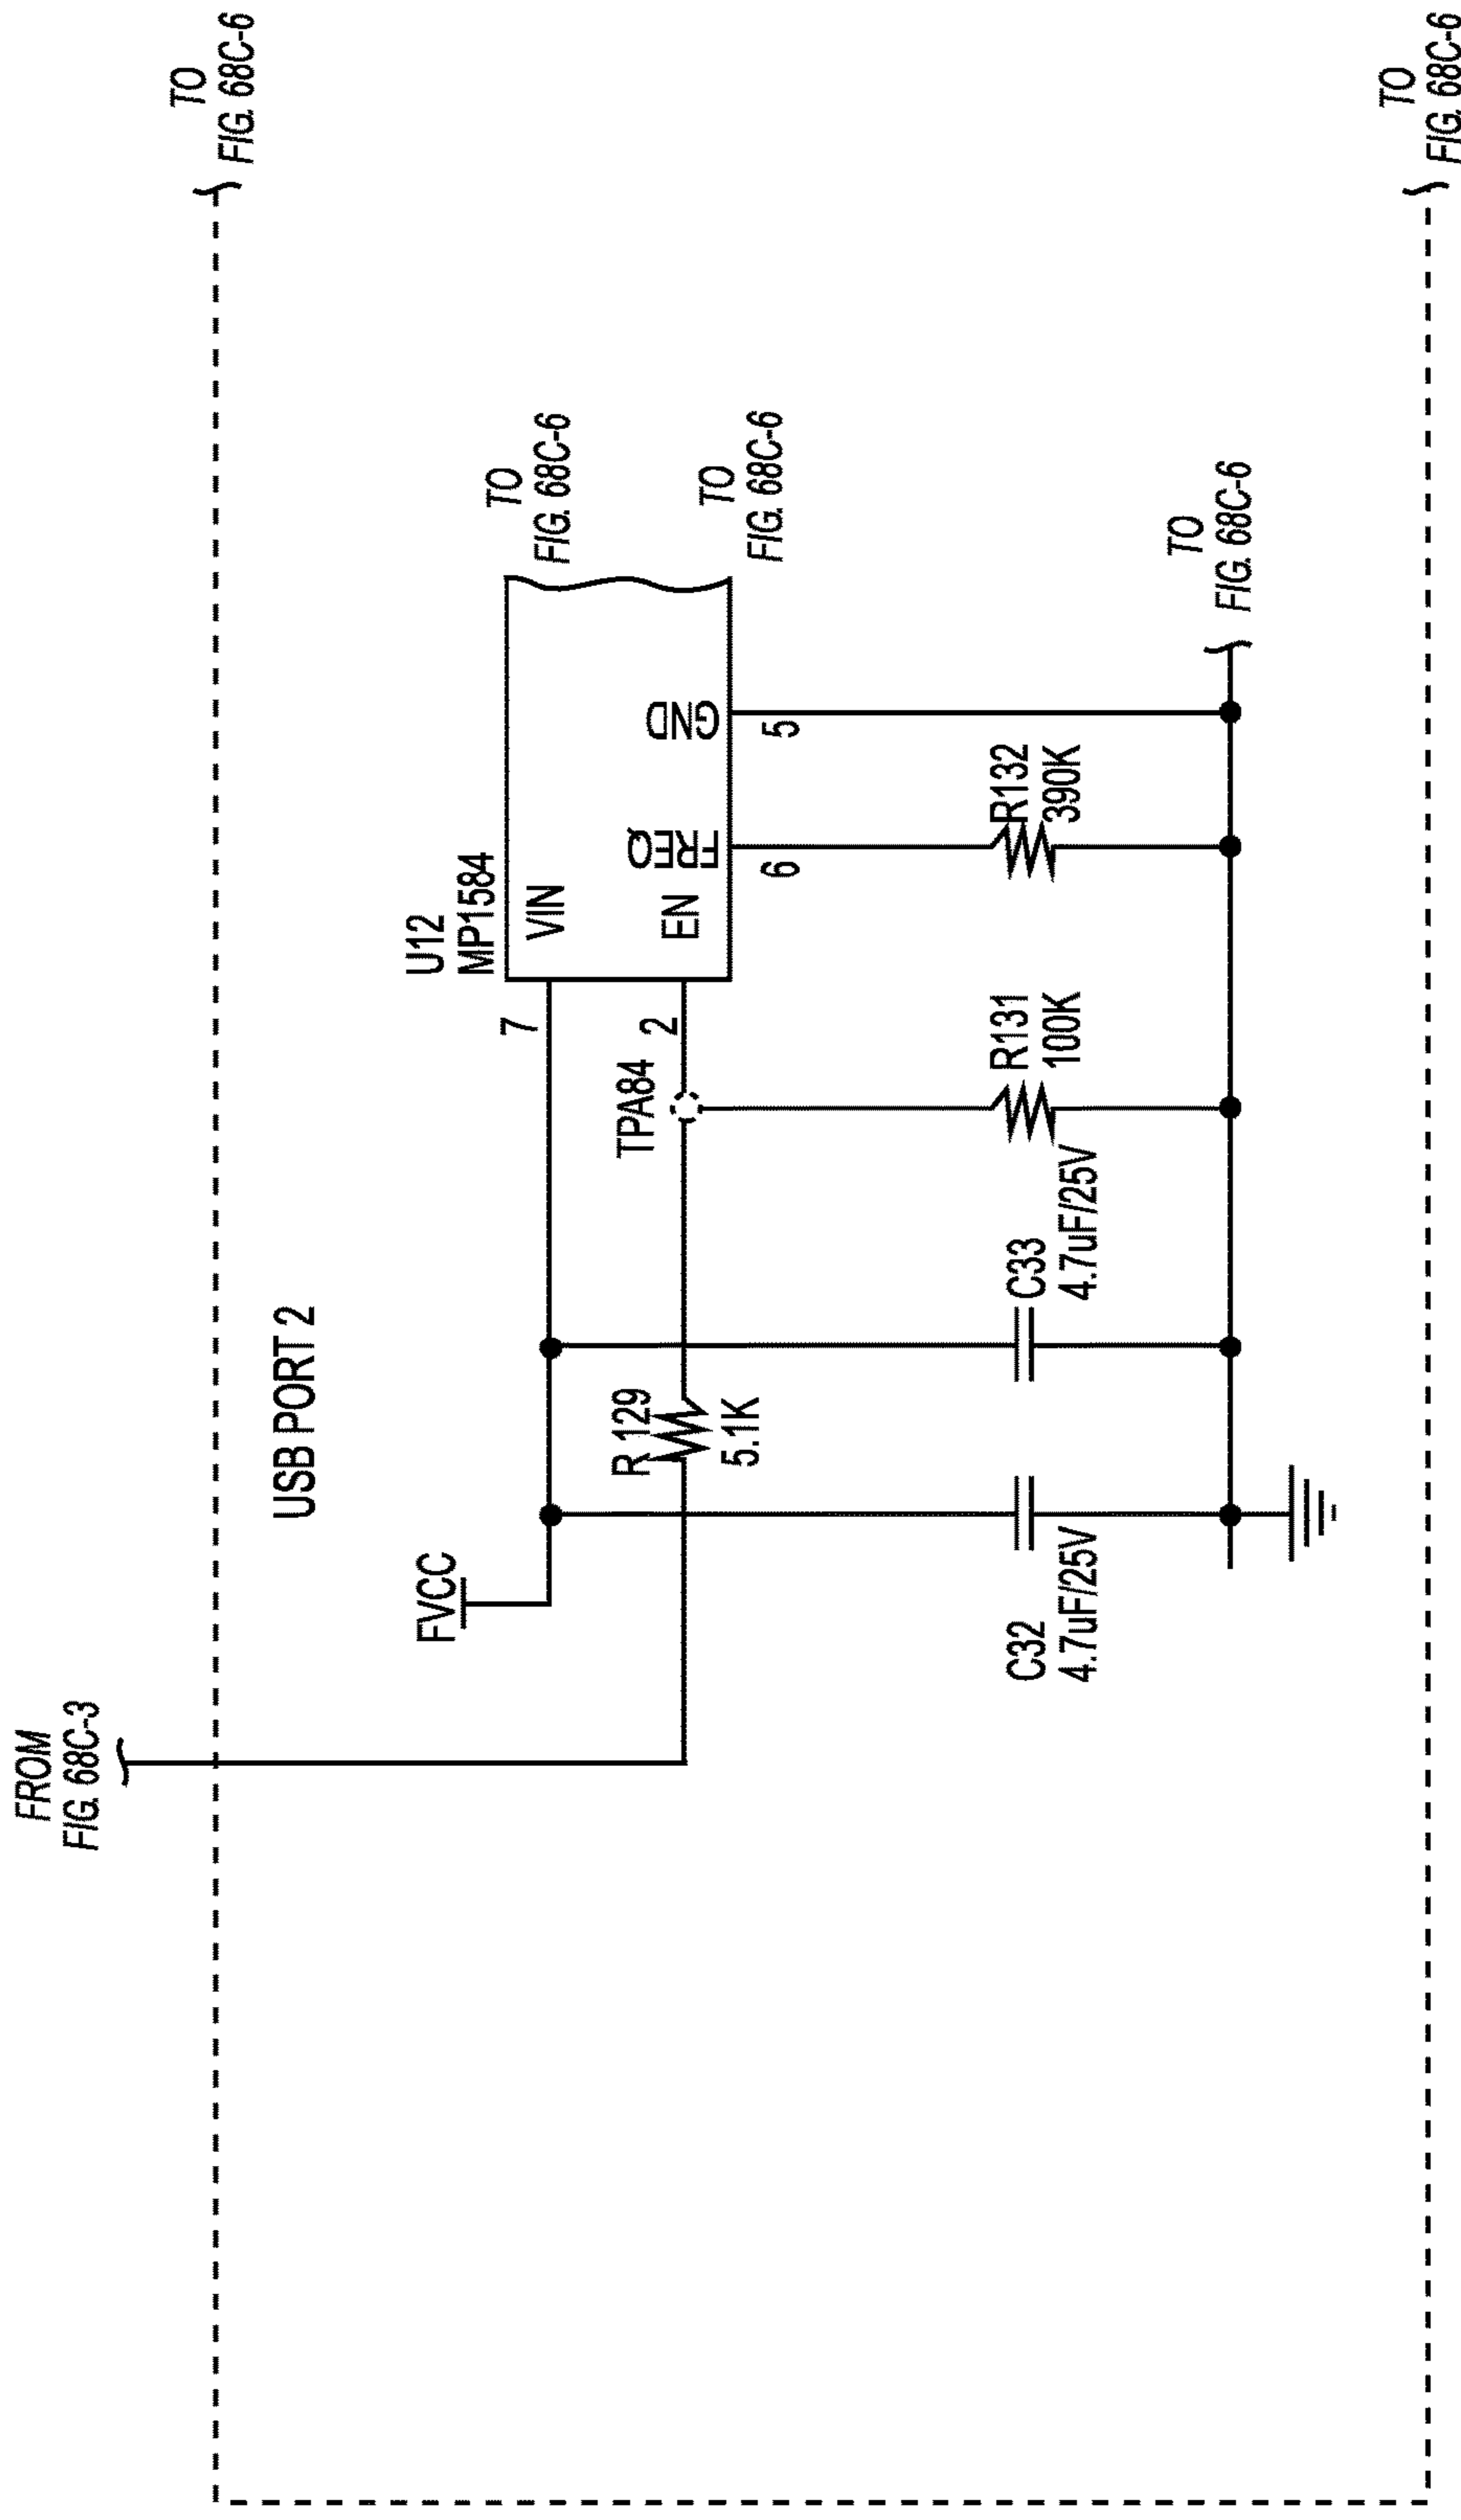 FROM
FIG. 68C-3
TO
FIG. 68C-6
USB PORT 2
FVCC
U12
MP1584
TO
FIG. 68C-6
7
VIN
R 129
5.1K
TPA84
2
EN
FREQ
GND
TO
FIG. 68C-6
6
5
C32
4.7uF/25V
C33
4.7uF/25V
R131
100K
R132
390K
TO
FIG. 68C-6
TO
FIG. 68C-6